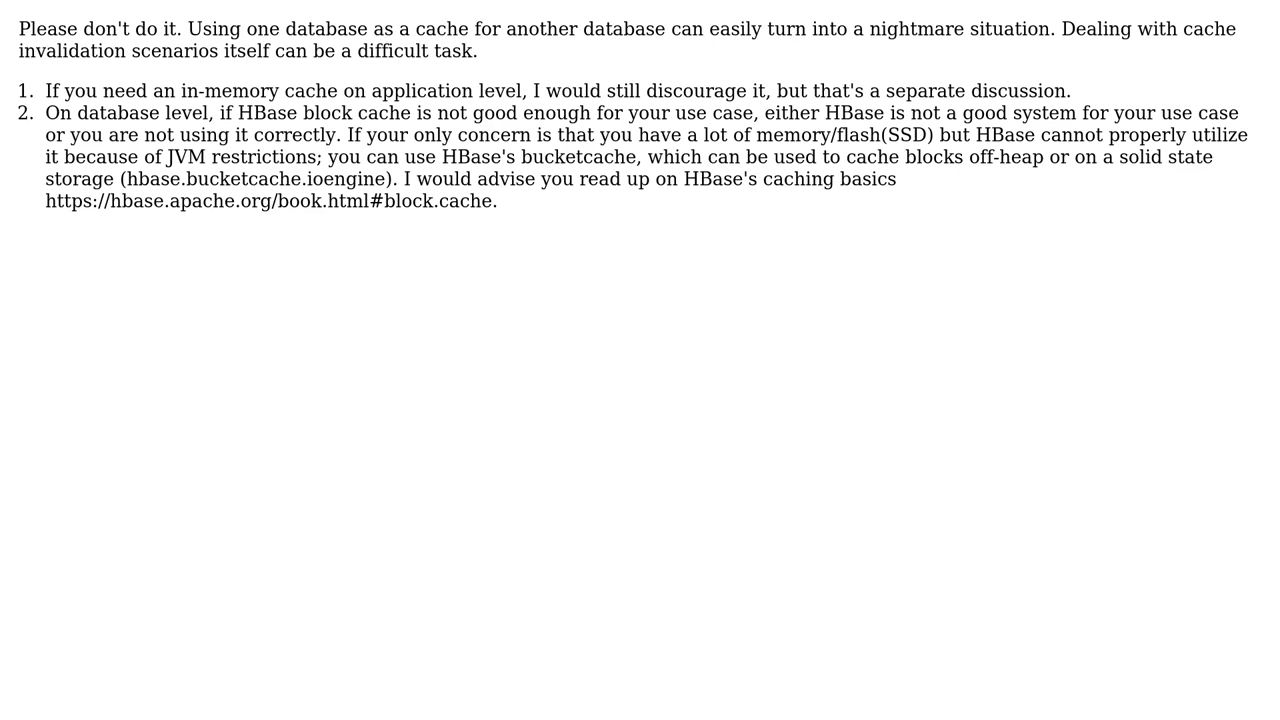 Please don't do it. Using one database as a cache for another database can easily turn into a nightmare situation. Dealing with cache
invalidation scenarios itself can be a difficult task.
1. If you need an in-memory cache on application level, I would still discourage it, but that's a separate discussion.
2. On database level, if HBase block cache is not good enough for your use case, either HBase is not a good system for your use case
or you are not using it correctly. If your only concern is that you have a lot of memory/flash(SSD) but HBase cannot properly utilize
it because of JVM restrictions; you can use HBase's bucketcache, which can be used to cache blocks off-heap or on a solid state
storage (hbase.bucketcache.ioengine). I would advise you read up on HBase's caching basics
https://hbase.apache.org/book.html#block.cache.